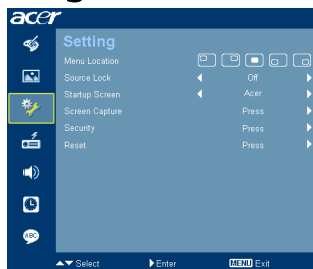 acer
Setting
Menu Location
Source Lock Off
Startup Screen Acer
Screen Capture Press
Security Press
Reset Press
ABC
Select Enter MENU Exit